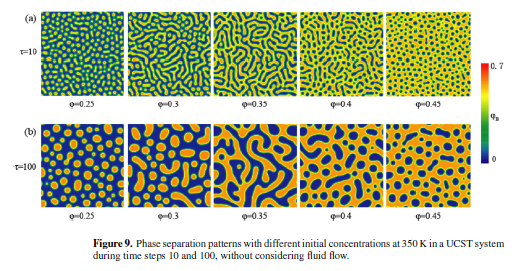 (a)
τ=10
φ=0.25 φ=0.3 φ=0.35 φ=0.4 φ=0.45
0.7
φB
0
(b)
τ=100
φ=0.25 φ=0.3 φ=0.35 φ=0.4 φ=0.45
Figure 9. Phase separation patterns with different initial concentrations at 350 K in a UCST system
during time steps 10 and 100, without considering fluid flow.